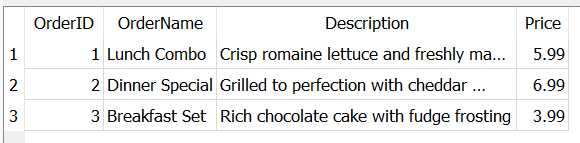 OrderID OrderName Description Price
1 1 Lunch Combo Crisp romaine lettuce and freshly ma... 5.99
2 2 Dinner Special Grilled to perfection with cheddar ... 6.99
3 3 Breakfast Set Rich chocolate cake with fudge frosting 3.99